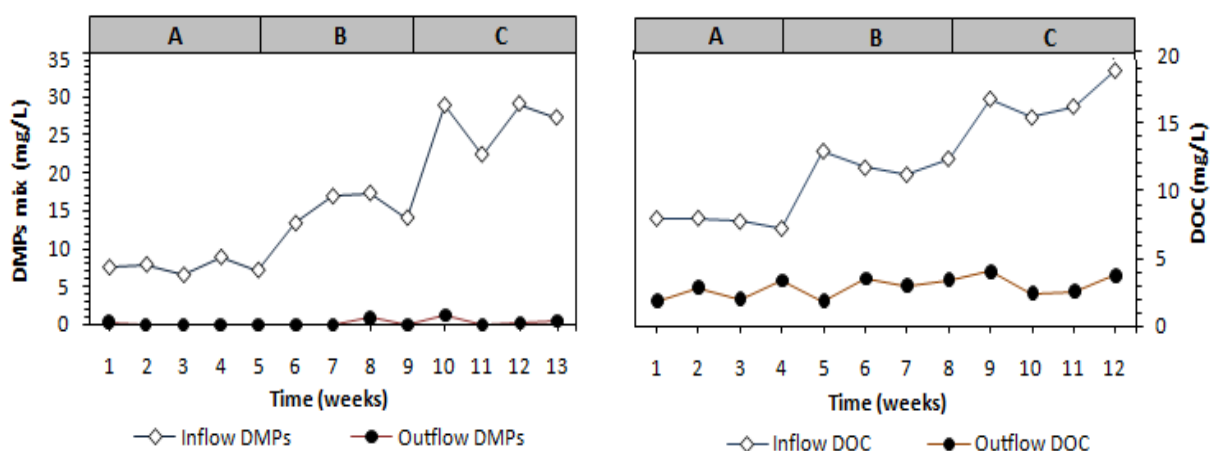 A B C
35
30
25
20
15
10
5
0
DMPs mix (mg/L)
1 2 3 4 5 6 7 8 9 10 11 12 13
Time (weeks)
Inflow DMPs Outflow DMPs
A B C
20
15
10
5
0
DOC (mg/L)
1 2 3 4 5 6 7 8 9 10 11 12
Time (weeks)
Inflow DOC Outflow DOC